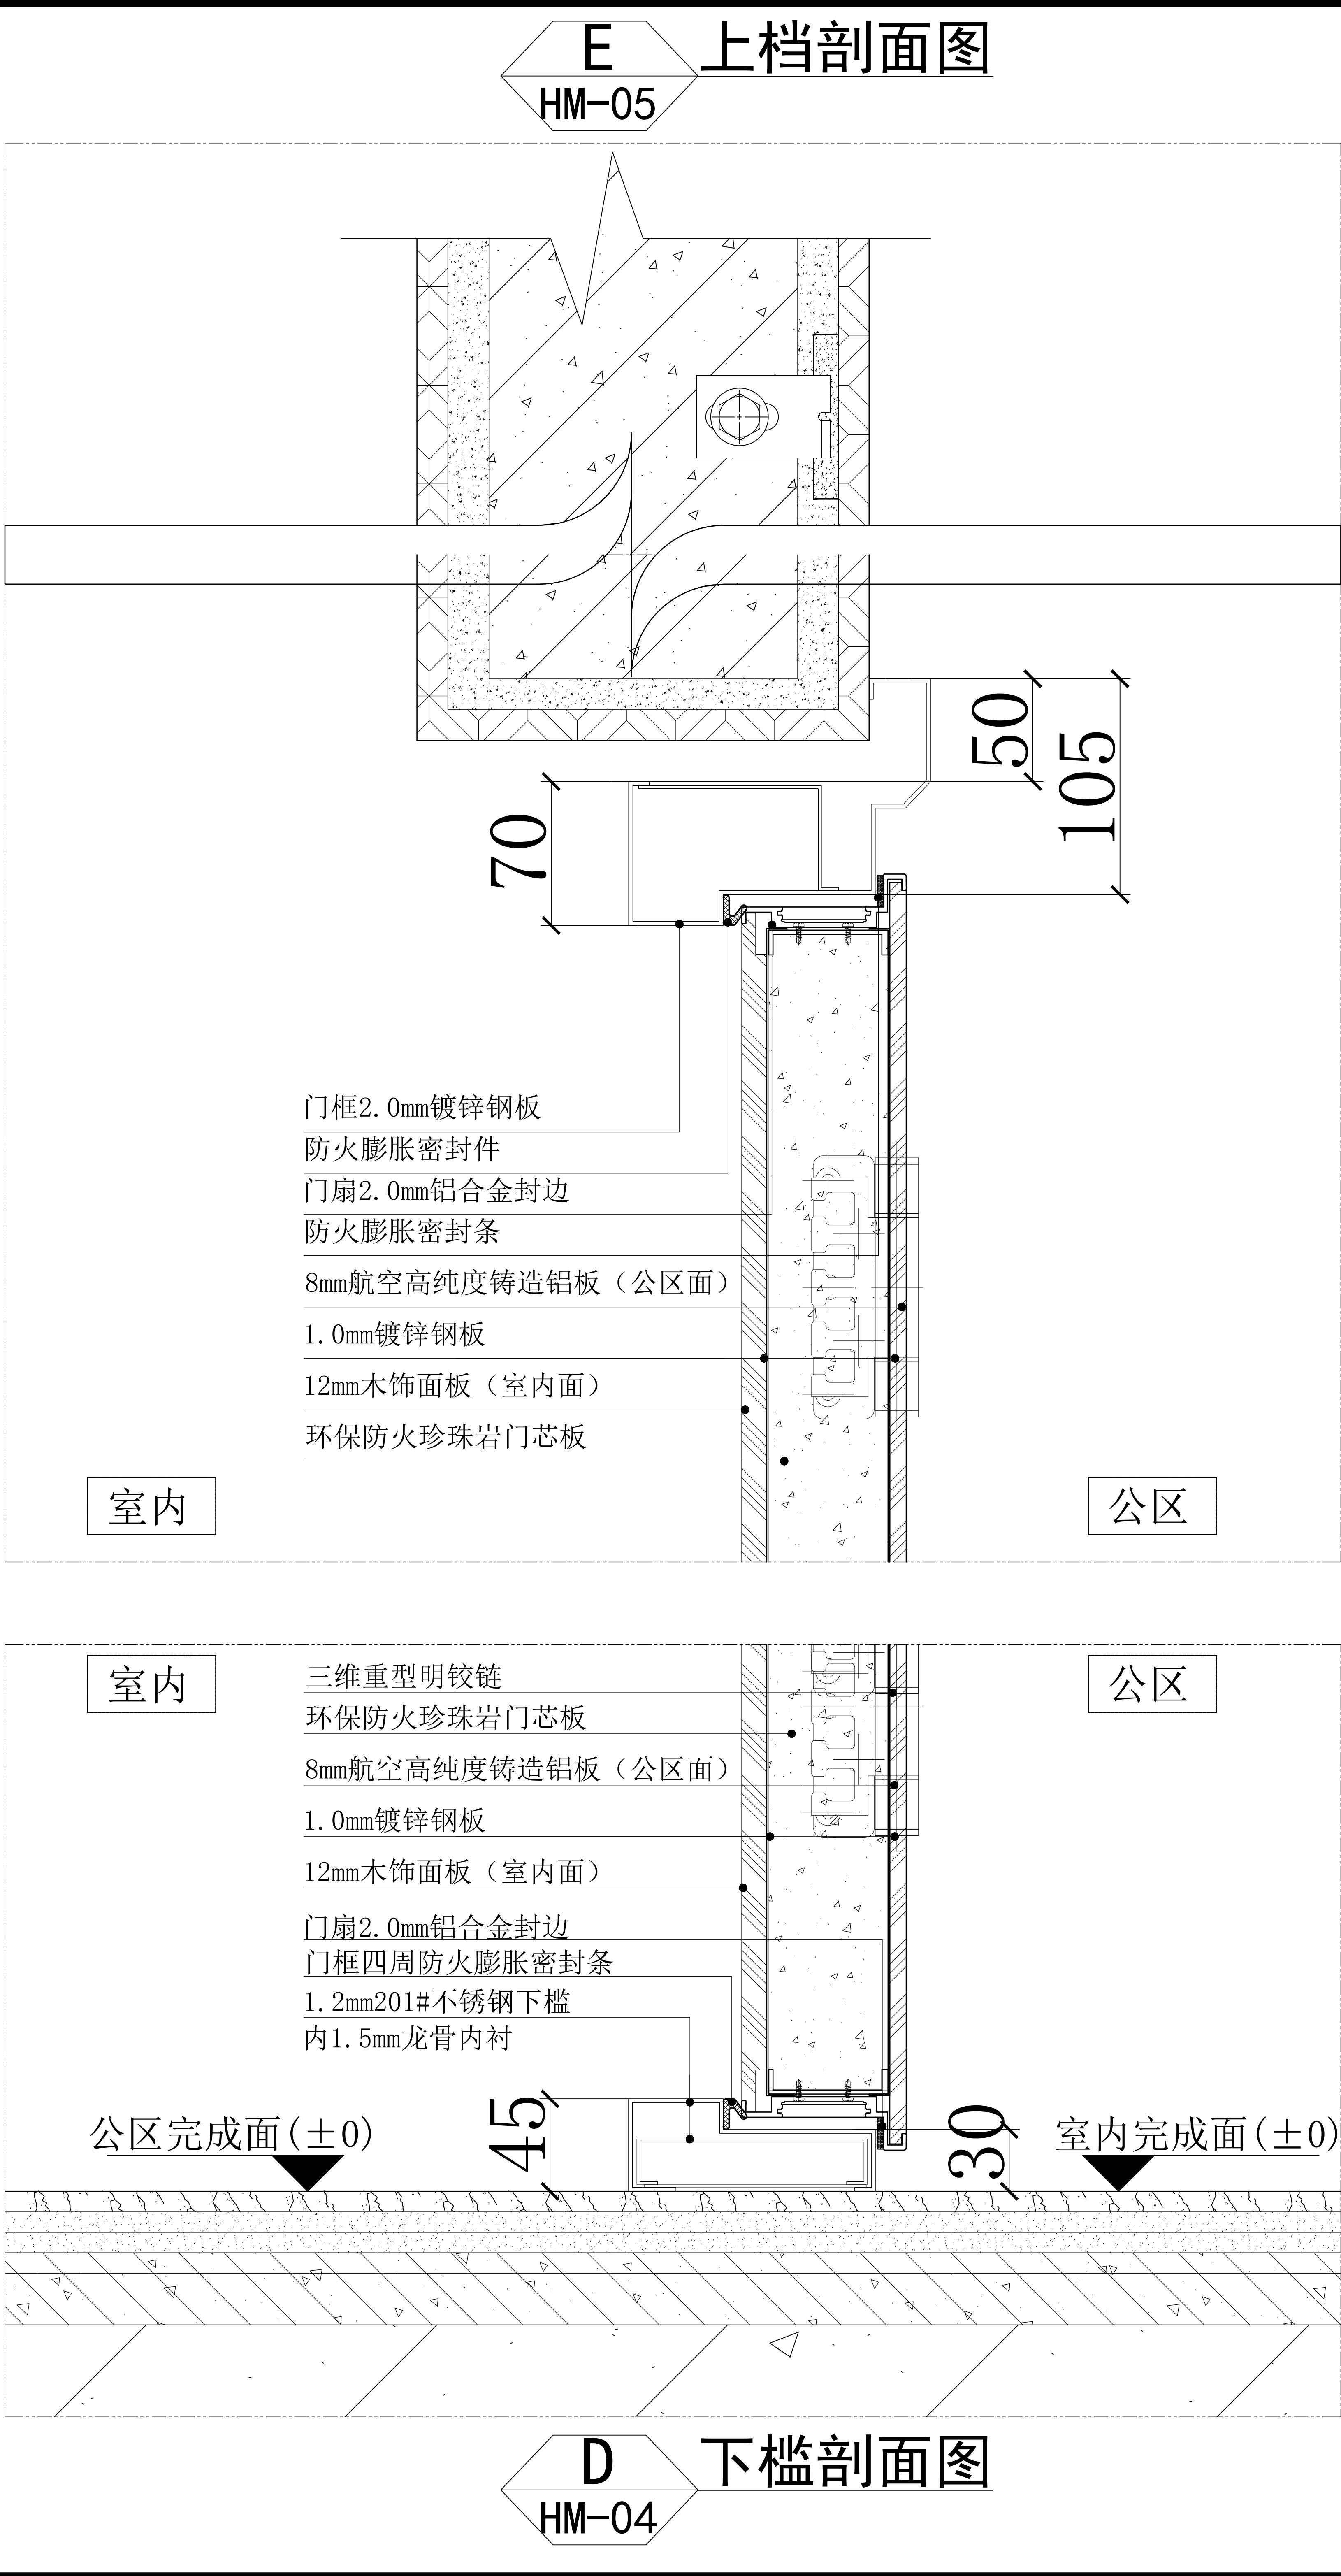 E 上档剖面图
HM-05
50
105
70
门框2.0mm镀锌钢板
防火膨胀密封件
门扇2.0mm铝合金封边
防火膨胀密封条
8mm航空高纯度铸造铝板（公区面）
1.0mm镀锌钢板
12mm木饰面板（室内面）
环保防火珍珠岩门芯板
室内
公区
室内
公区
三维重型明铰链
环保防火珍珠岩门芯板
8mm航空高纯度铸造铝板（公区面）
1.0mm镀锌钢板
12mm木饰面板（室内面）
门扇2.0mm铝合金封边
门框四周防火膨胀密封条
1.2mm201#不锈钢下槛
内1.5mm龙骨内衬
45
30
公区完成面(±0)
室内完成面(±0)
D 下槛剖面图
HM-04